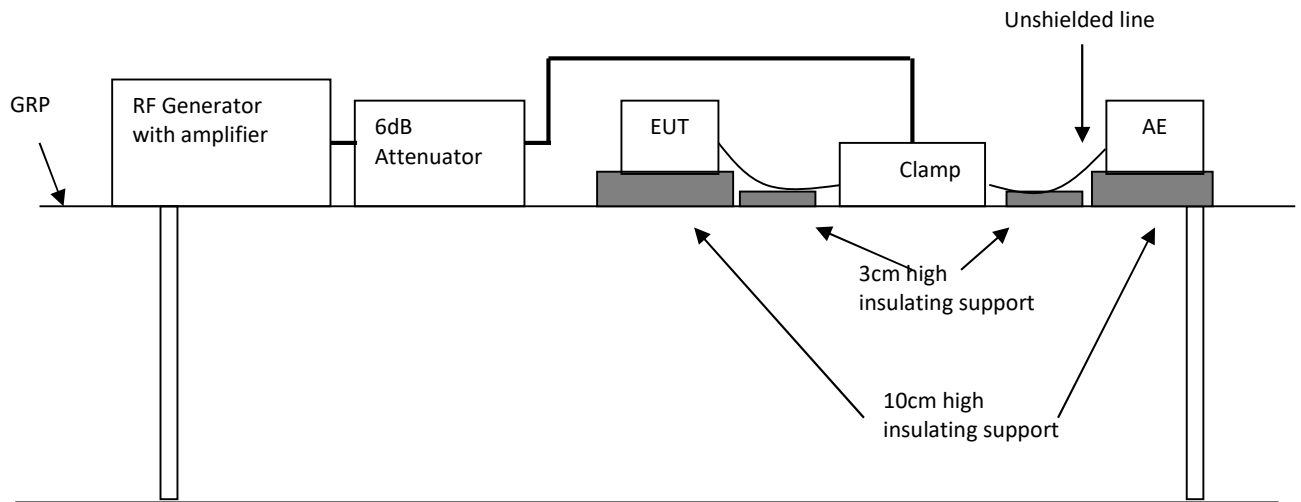 Unshielded line
GRP
RF Generator
with amplifier
6dB
Attenuator
EUT
Clamp
AE
3cm high
insulating support
10cm high
insulating support